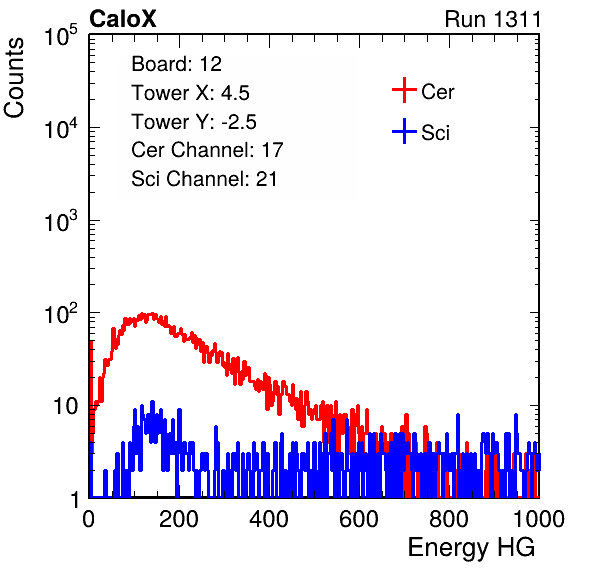 CaloX Run 1311
Counts
10^5
10^4
10^3
10^2
10
1
Board: 12
Tower X: 4.5
Tower Y: -2.5
Cer Channel: 17
Sci Channel: 21
Cer
Sci
0 200 400 600 800 1000
Energy HG